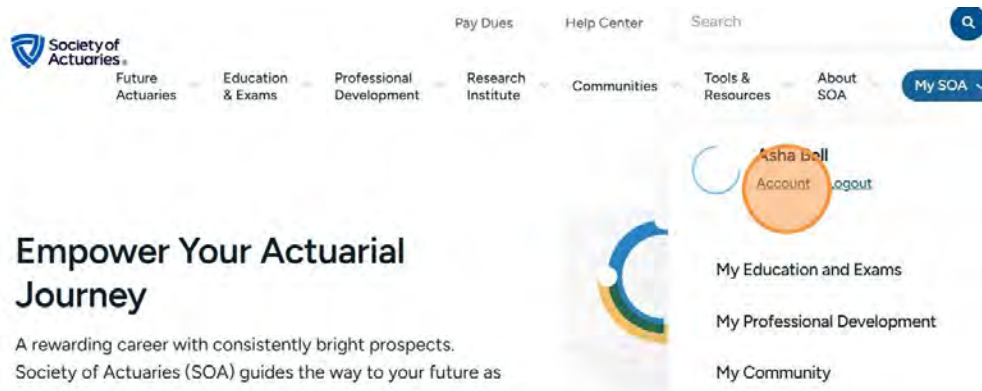 Pay Dues Help Center Search
Society of
Actuaries
Future
Actuaries
Education
& Exams
Professional
Development
Research
Institute
Communities
Tools &
Resources
About
SOA
My SOA
Asha Bell
Account Logout
Empower Your Actuarial
Journey
A rewarding career with consistently bright prospects.
Society of Actuaries (SOA) guides the way to your future as
My Education and Exams
My Professional Development
My Community